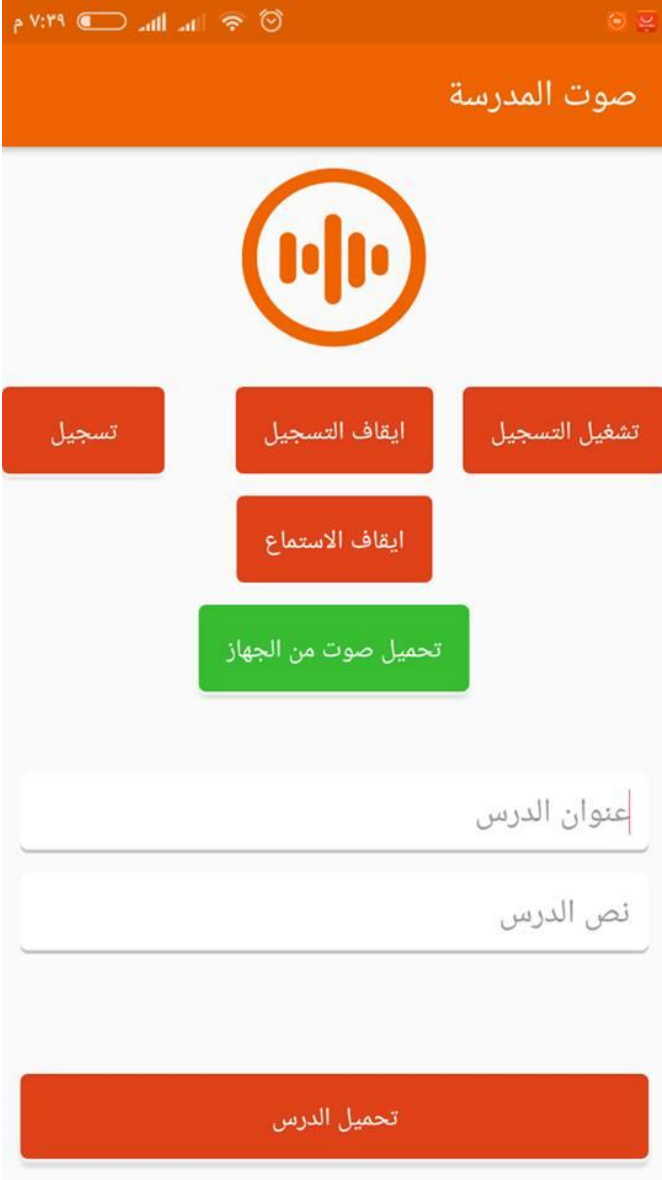 ٧:٣٩ م
صوت المدرسة
تشغيل التسجيل
ايقاف التسجيل
تسجيل
ايقاف الاستماع
تحميل صوت من الجهاز
عنوان الدرس
نص الدرس
تحميل الدرس